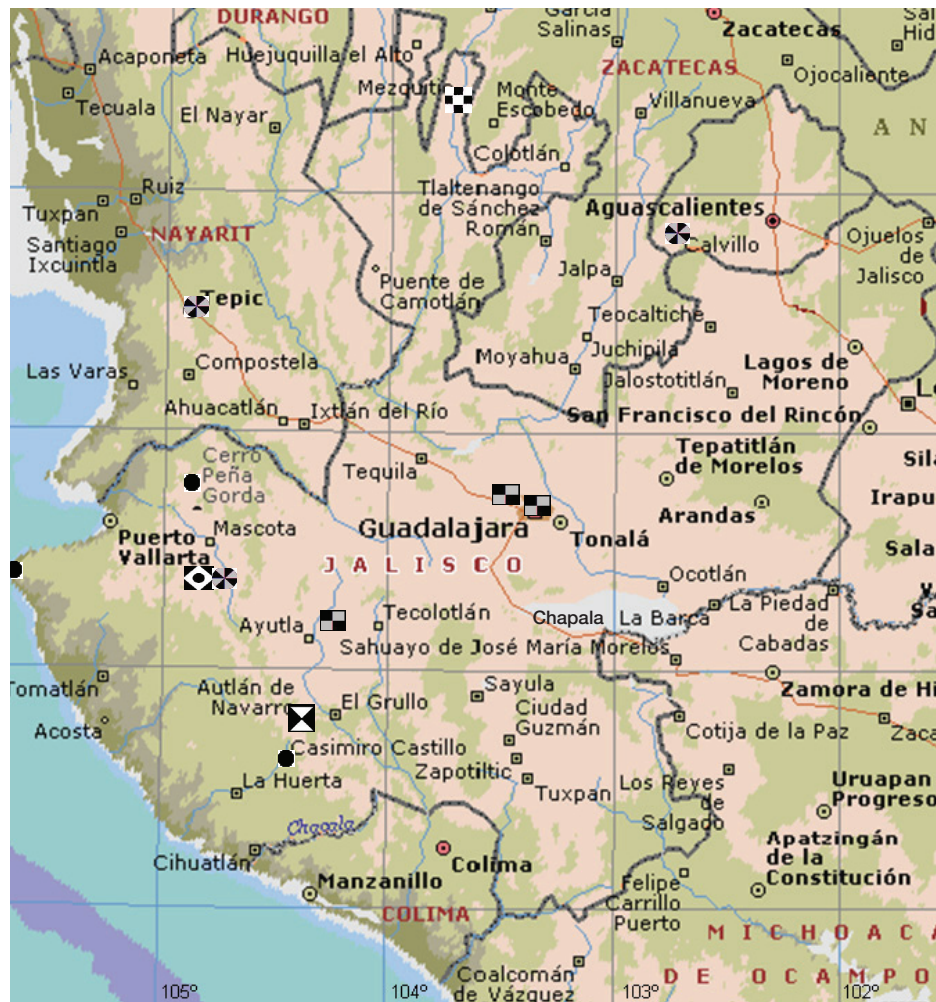 DURANGO
García
Salinas
Zacatecas
Acaponeta
Huejuquilla el Alto
ZACATECAS
Ojocaliente
Tecuala
Mezquitic
Monte
Escobedo
Villanueva
El Nayar
Colotlán
Ruiz
Tlaltenango
de Sánchez
Román
Aguascalientes
Tuxpan
NAYARIT
Santiago
Ixcuintla
Calvillo
Ojuelos
de
Jalisco
Puente de
Camotlán
Jalpa
Tepic
Teocaltiche
Las Varas
Compostela
Moyahua
Juchipila
Lagos de
Moreno
Jalostotitlán
Ahuacatlán
Ixtlán del Río
San Francisco del Rincón
Tequila
Tepatitlán
de Morelos
Cerro
Peña
Gorda
Arandas
Guadalajara
Tonalá
Puerto
Vallarta
Mascota
JALISCO
Ocotlán
Ayutla
Tecolotlán
Chapala
La Barca
La Piedad
de
Cabadas
Sahuayo de José María Morelos
Tomatlán
Autlán de
Navarro
El Grullo
Sayula
Ciudad
Guzmán
Zamora de Hi
Acosta
Cotija de la Paz
Zaca
Casimiro Castillo
La Huerta
Zapotiltic
Tuxpan
Los Reyes
de
Salgado
Uruapan
Progreso
Chacala
Apatzingán
de la
Constitución
Cihuatlán
Colima
Manzanillo
COLIMA
Felipe
Carrillo
Puerto
MICHOACA
Coalcomán
de Vázquez
DE OCAMPO
105°
104°
103°
102°